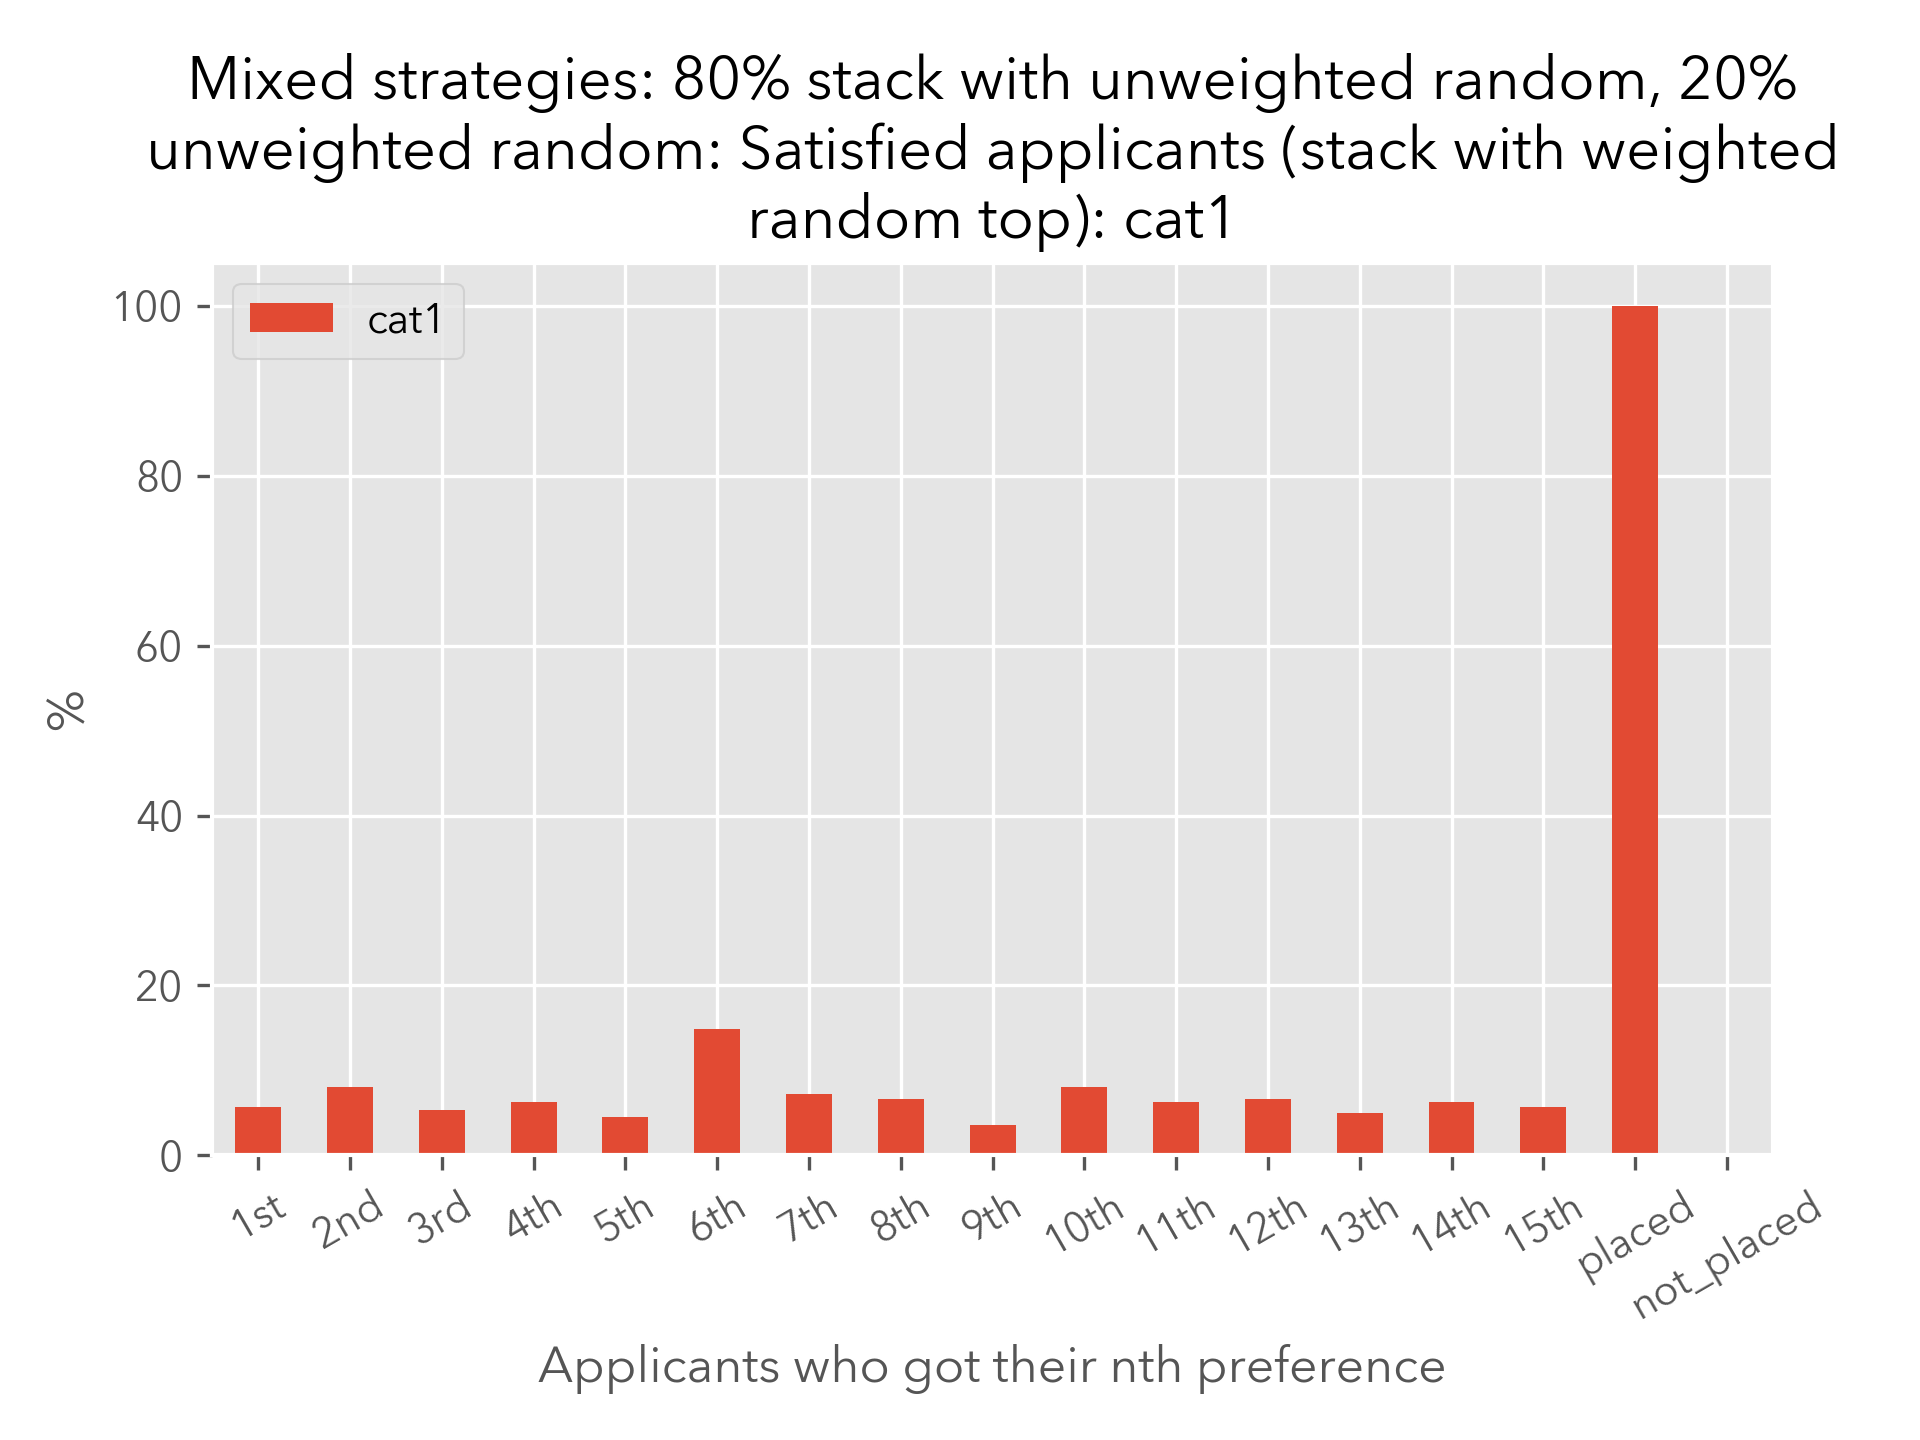 Mixed strategies: 80% stack with unweighted random, 20%
unweighted random: Satisfied applicants (stack with weighted
random top): cat1
cat1
100
80
60
40
20
0
%
1st 2nd 3rd 4th 5th 6th 7th 8th 9th 10th 11th 12th 13th 14th 15th placed not_placed
Applicants who got their nth preference